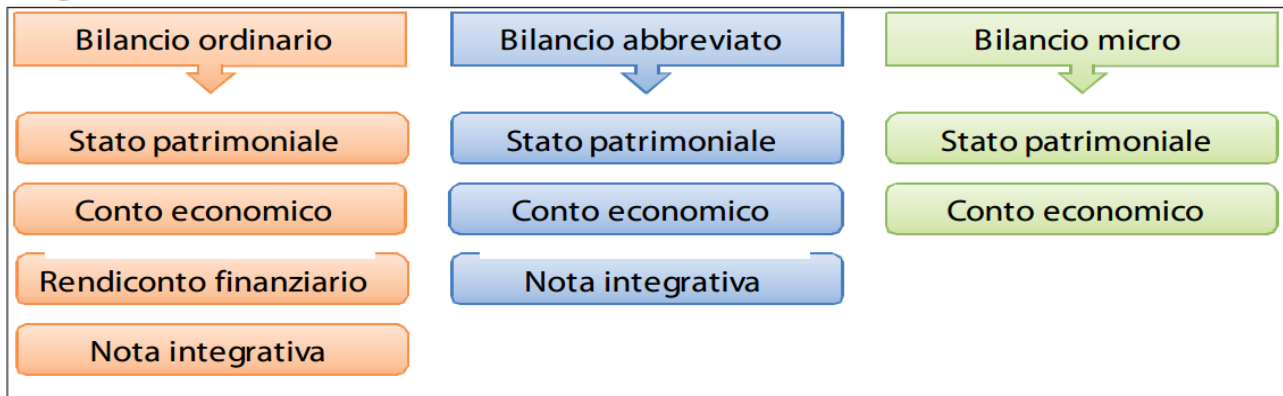 Bilancio ordinario
Stato patrimoniale
Conto economico
Rendiconto finanziario
Nota integrativa
Bilancio abbreviato
Stato patrimoniale
Conto economico
Nota integrativa
Bilancio micro
Stato patrimoniale
Conto economico